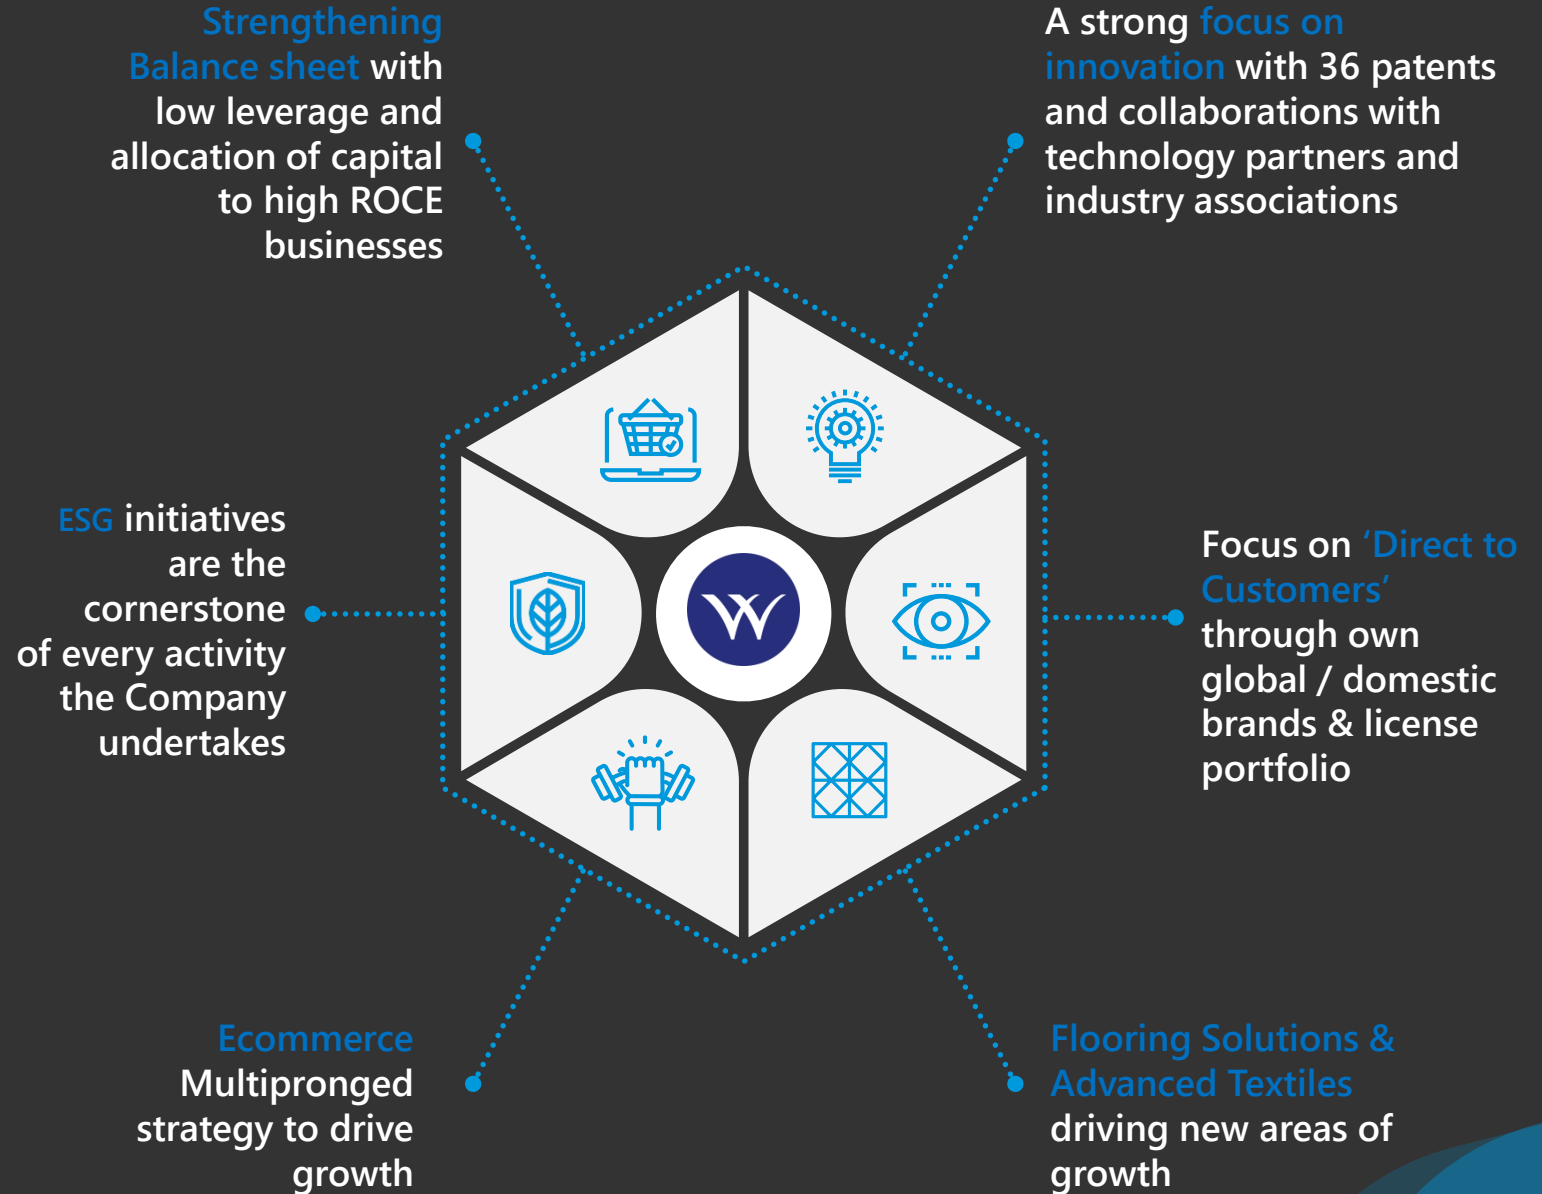 Strengthening
Balance sheet with
low leverage and
allocation of capital
to high ROCE
businesses
A strong focus on
innovation with 36 patents
and collaborations with
technology partners and
industry associations
ESG initiatives
are the
cornerstone
of every activity
the Company
undertakes
Focus on ‘Direct to
Customers’
through own
global / domestic
brands & license
portfolio
Ecommerce
Multipronged
strategy to drive
growth
Flooring Solutions &
Advanced Textiles
driving new areas of
growth